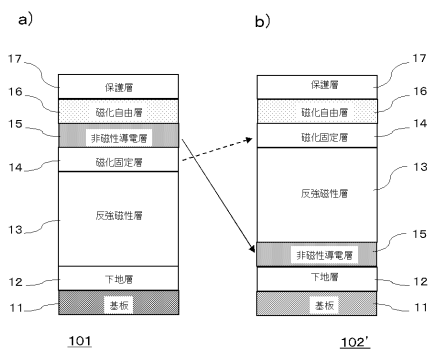 a)
b)
17
保護層
16
磁化自由層
15
非磁性導電層
14
磁化固定層
13
反強磁性層
12
下地層
11
基板
101
保護層
17
磁化自由層
16
磁化固定層
14
反強磁性層
13
非磁性導電層
15
下地層
12
基板
11
102'